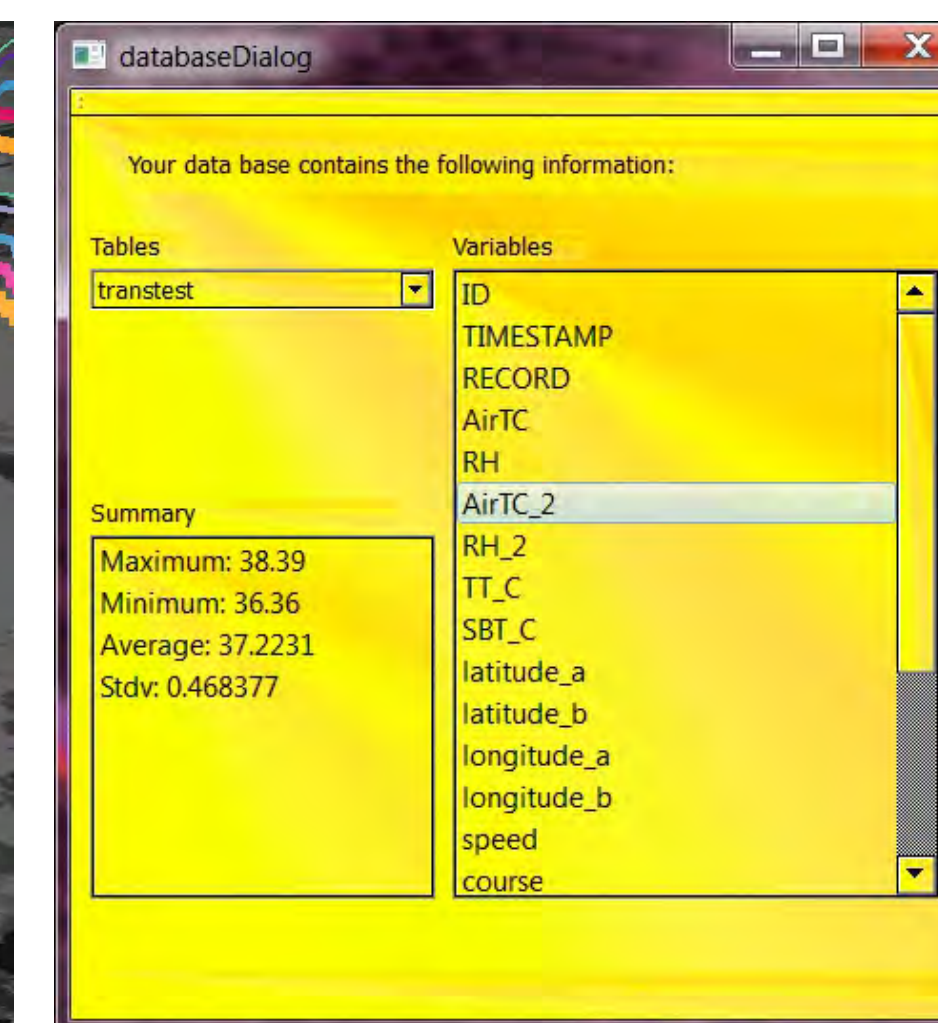 databaseDialog
Your data base contains the following information:
Tables
transtest
Variables
ID
TIMESTAMP
RECORD
AirTC
RH
AirTC_2
RH_2
TT_C
SBT_C
latitude_a
latitude_b
longitude_a
longitude_b
speed
course
Summary
Maximum: 38.39
Minimum: 36.36
Average: 37.2231
Stdv: 0.468377